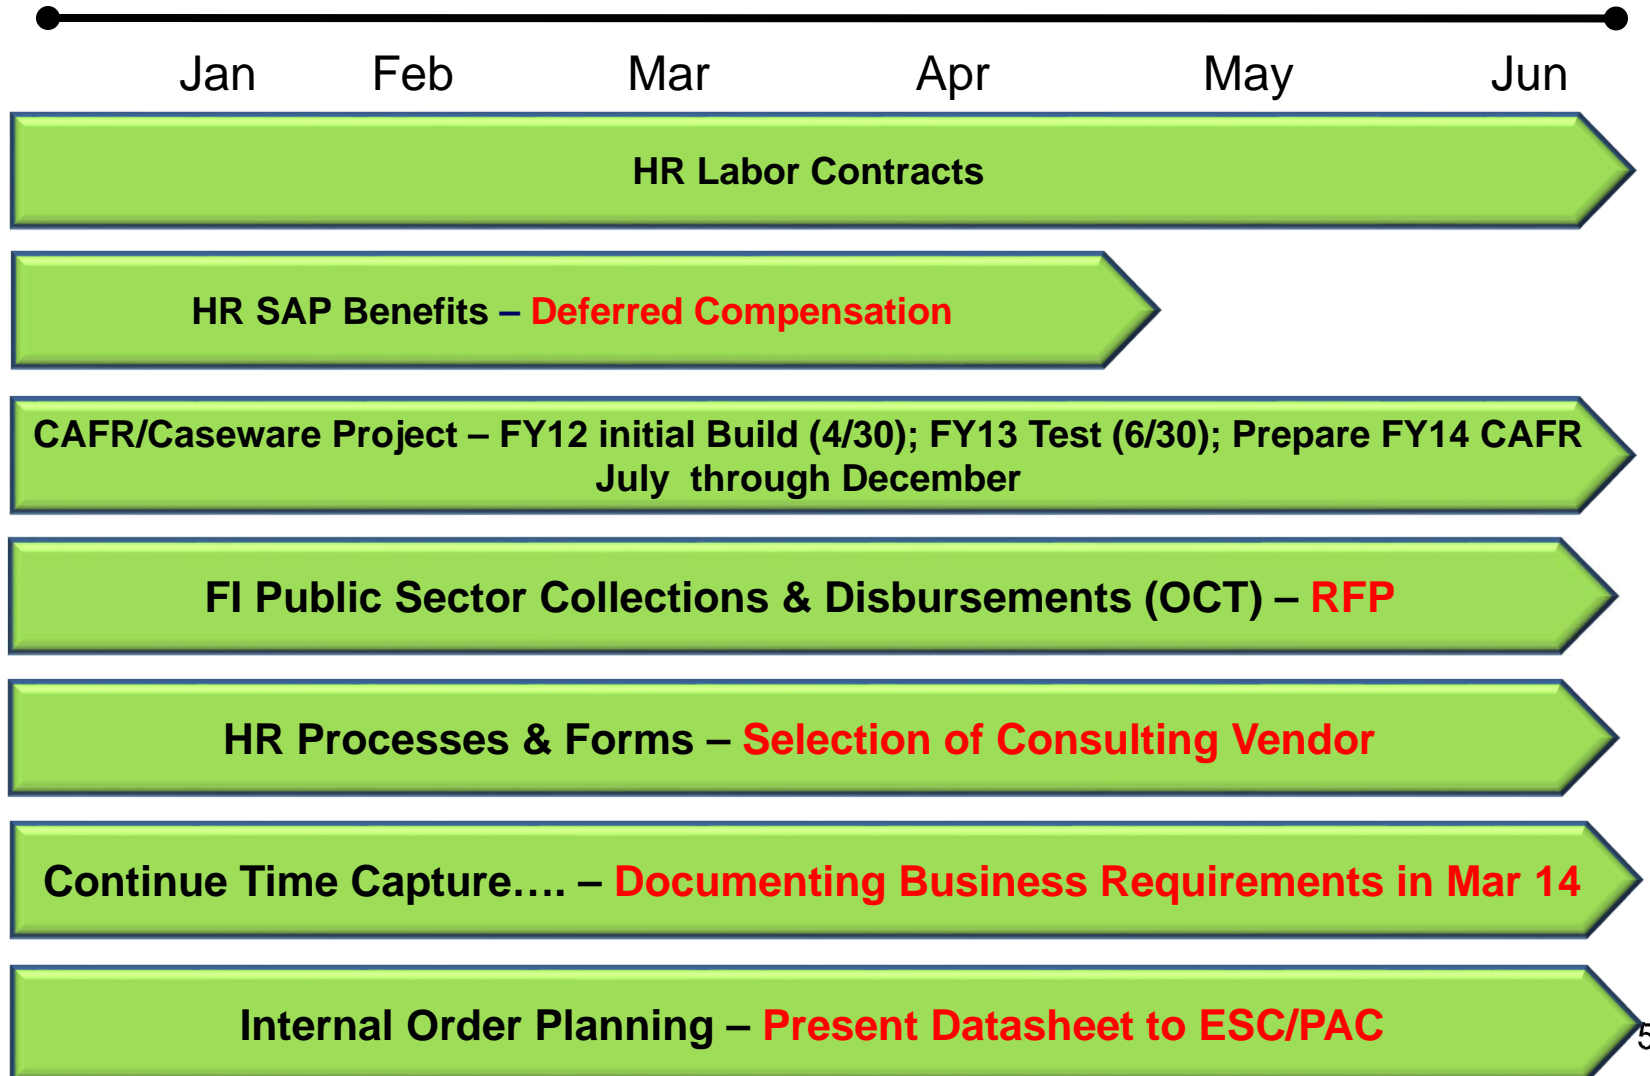 Jan Feb Mar Apr May Jun
HR Labor Contracts
HR SAP Benefits – Deferred Compensation
CAFR/Caseware Project – FY12 initial Build (4/30); FY13 Test (6/30); Prepare FY14 CAFR
July through December
FI Public Sector Collections & Disbursements (OCT) – RFP
HR Processes & Forms – Selection of Consulting Vendor
Continue Time Capture…. – Documenting Business Requirements in Mar 14
Internal Order Planning – Present Datasheet to ESC/PAC
5